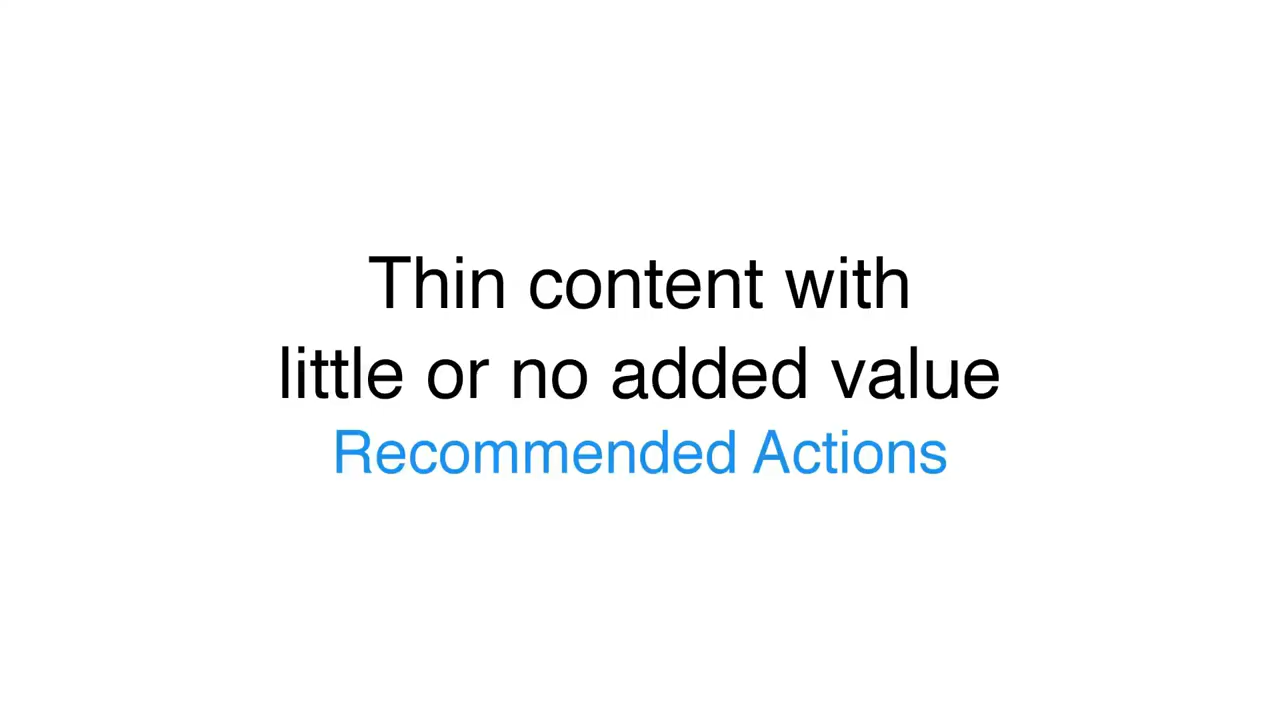 Thin content with
little or no added value
Recommended Actions